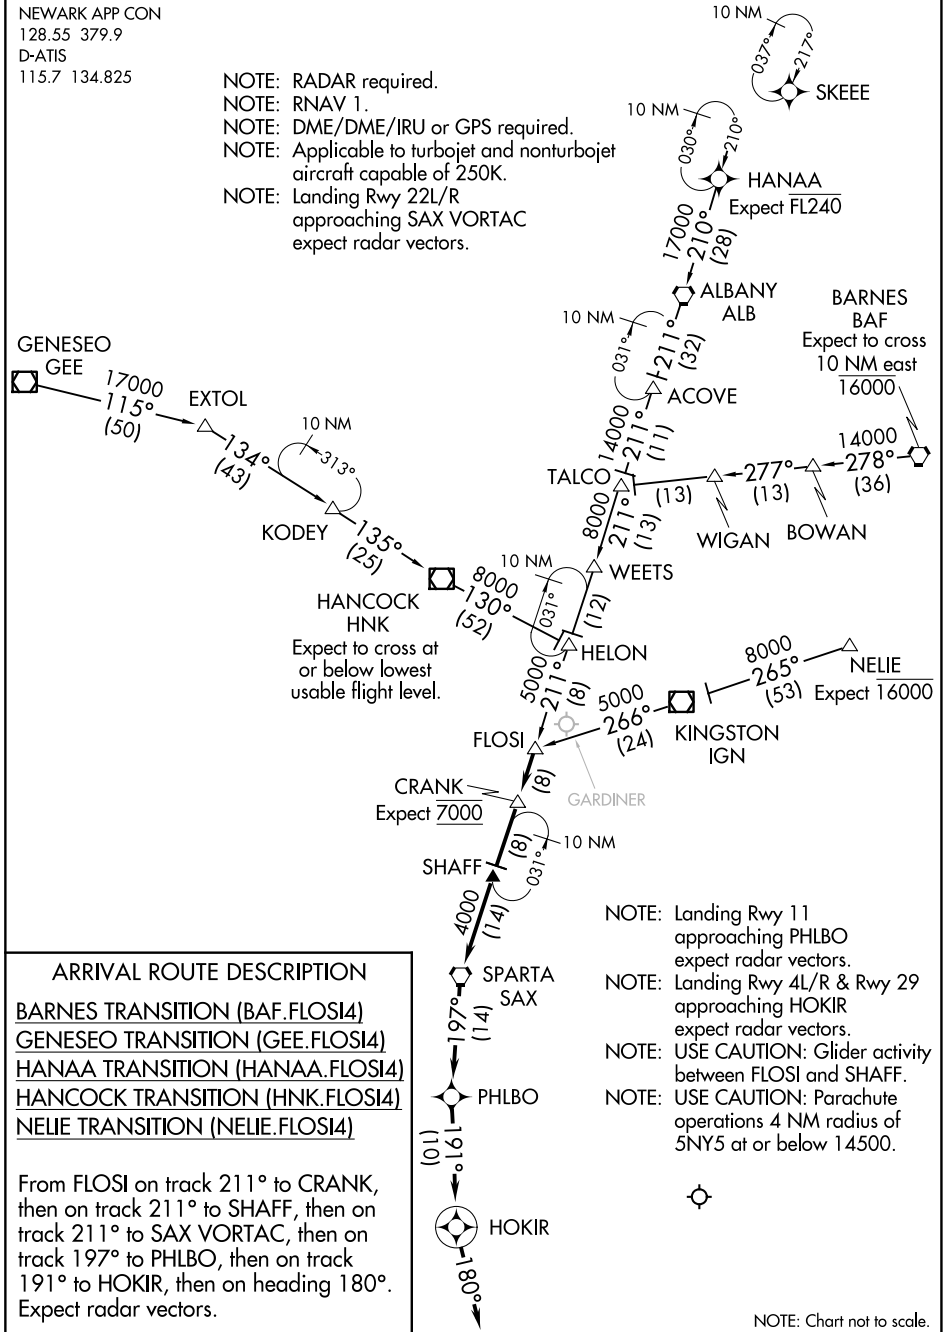 NEWARK APP CON
128.55 379.9
D-ATIS
115.7 134.825
NOTE: RADAR required.
NOTE: RNAV 1.
NOTE: DME/DME/IRU or GPS required.
NOTE: Applicable to turbojet and nonturbojet
aircraft capable of 250K.
NOTE: Landing Rwy 22L/R
approaching SAX VORTAC
expect radar vectors.
10 NM
037°
217°
SKEEE
10 NM
030°
210°
HANAA
Expect FL240
17000
210°
(28)
ALBANY
ALB
10 NM
031°
211°
(32)
ACOVE
BARNES
BAF
Expect to cross
10 NM east
16000
14000
278°
(36)
GENESEO
GEE
17000
115°
(50)
EXTOL
134°
(43)
10 NM
313°
KODEY
135°
(25)
14000
211°
(11)
TALCO
(13)
277°
(13)
WIGAN
BOWAN
8000
211°
(13)
WEETS
(12)
10 NM
031°
HANCOCK
HNK
Expect to cross at
or below lowest
usable flight level.
8000
130°
(52)
HELON
5000
211°
(8)
8000
265°
(53)
NELIE
Expect 16000
5000
266°
(24)
KINGSTON
IGN
FLOSI
GARDINER
(8)
CRANK
Expect 7000
(8)
10 NM
031°
SHAFF
4000
(14)
SPARTA
SAX
197°
(14)
PHLBO
191°
(10)
HOKIR
180°
NOTE: Landing Rwy 11
approaching PHLBO
expect radar vectors.
NOTE: Landing Rwy 4L/R & Rwy 29
approaching HOKIR
expect radar vectors.
NOTE: USE CAUTION: Glider activity
between FLOSI and SHAFF.
NOTE: USE CAUTION: Parachute
operations 4 NM radius of
5NY5 at or below 14500.
ARRIVAL ROUTE DESCRIPTION
BARNES TRANSITION (BAF.FLOSI4)
GENESEO TRANSITION (GEE.FLOSI4)
HANAA TRANSITION (HANAA.FLOSI4)
HANCOCK TRANSITION (HNK.FLOSI4)
NELIE TRANSITION (NELIE.FLOSI4)
From FLOSI on track 211° to CRANK,
then on track 211° to SHAFF, then on
track 211° to SAX VORTAC, then on
track 197° to PHLBO, then on track
191° to HOKIR, then on heading 180°.
Expect radar vectors.
NOTE: Chart not to scale.